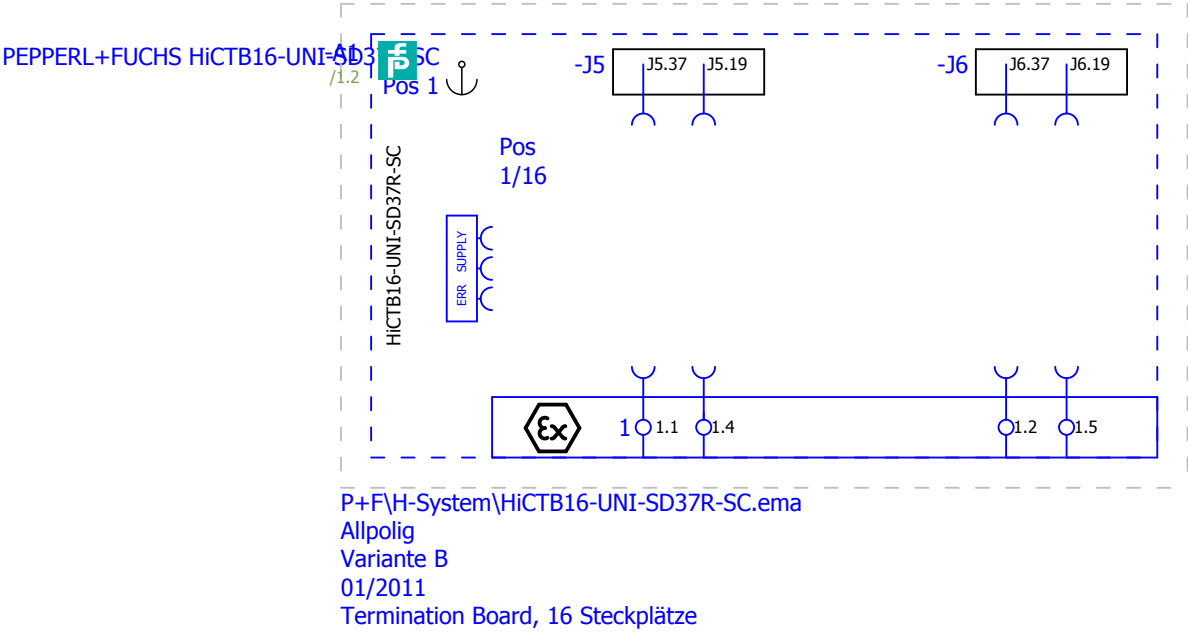 PEPPERL+FUCHS HiCTB16-UNI-SD37R-SC
-A1
/1.2
Pos 1
-J5
J5.37
J5.19
-J6
J6.37
J6.19
Pos
1/16
HiCTB16-UNI-SD37R-SC
ERR SUPPLY
Ex
1
1.1
1.4
1.2
1.5
P+F\H-System\HiCTB16-UNI-SD37R-SC.ema
Allpolig
Variante B
01/2011
Termination Board, 16 Steckplätze